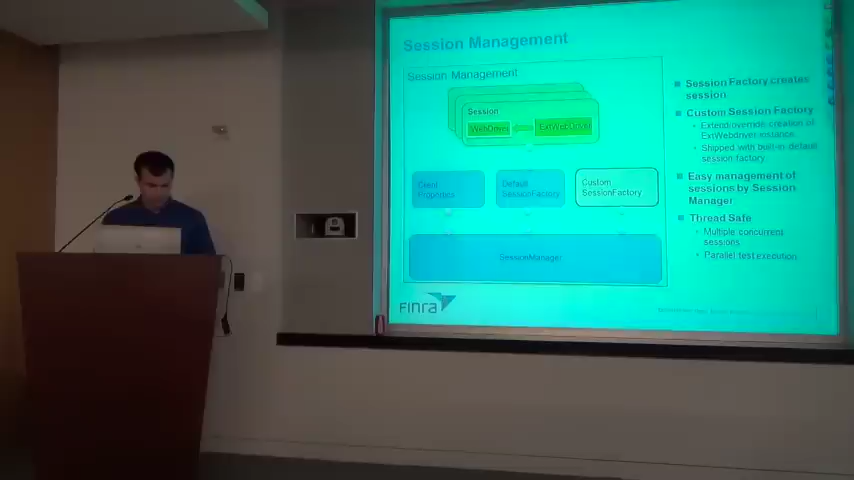 Session Management
Session Management
Session
WebDriver
ExtWebDriver
Client
Properties
Default
SessionFactory
Custom
SessionFactory
SessionManager
Finra
Session Factory creates
session
Custom Session Factory
Extend/override creation of
ExtWebdriver instance
Shipped with built-in default
session factory
Easy management of
sessions by Session
Manager
Thread Safe
Multiple concurrent
sessions
Parallel test execution